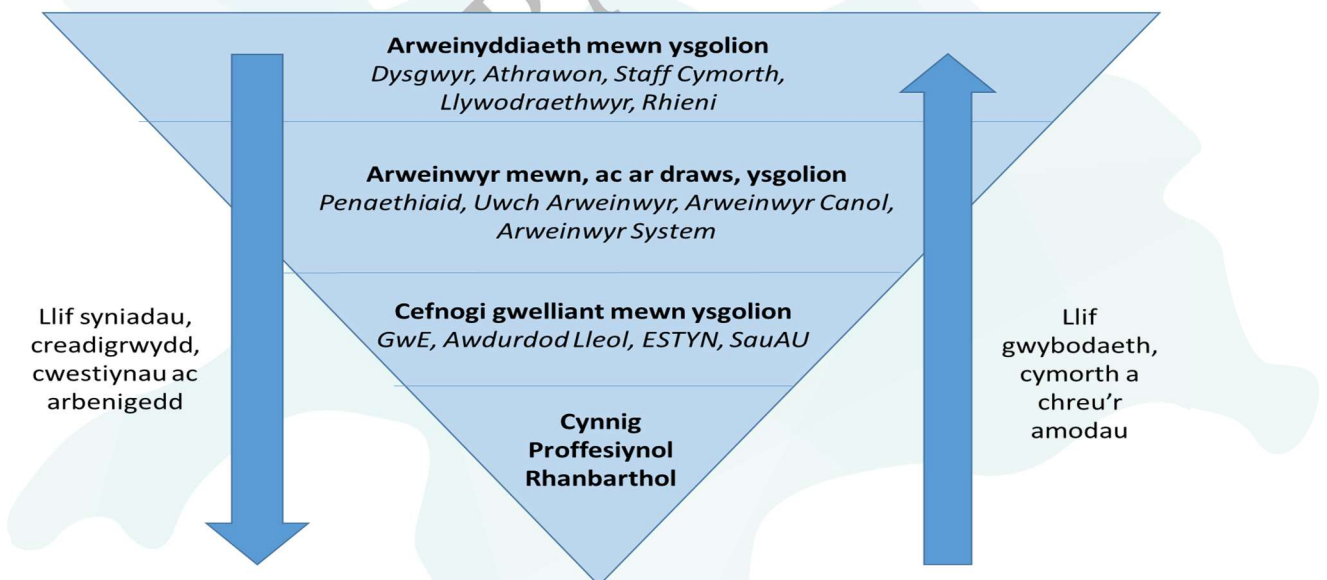 Arweinyddiaeth mewn ysgolion
Dysgwyr, Athrawon, Staff Cymorth,
Llywodraethwyr, Rhieni
Arweinwyr mewn, ac ar draws, ysgolion
Penaethiaid, Uwch Arweinwyr, Arweinwyr Canol,
Arweinwyr System
Cefnogi gwelliant mewn ysgolion
GwE, Awdurdod Lleol, ESTYN, SauAU
Cynnig
Proffesiynol
Rhanbarthol
Llif syniadau,
creadigrwydd,
cwestiynau ac
arbenigedd
Llif
gwybodaeth,
cymorth a
chreu'r
amodau